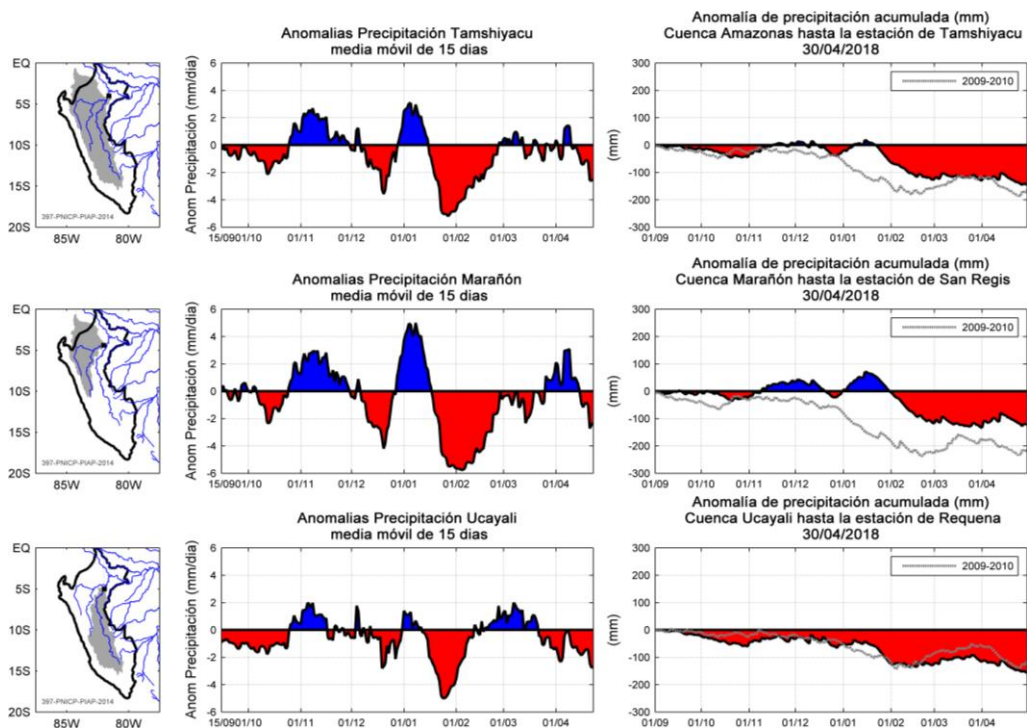 Anomalias Precipitación Tamshiyacu
media móvil de 15 dias
Anomalía de precipitación acumulada (mm)
Cuenca Amazonas hasta la estación de Tamshiyacu
30/04/2018
EQ
5S
10S
15S
20S
85W 80W
397-PNICP-PIAP-2014
Anom Precipitación (mm/dia)
6
4
2
0
-2
-4
-6
15/09 01/10 01/11 01/12 01/01 01/02 01/03 01/04
(mm)
300
200
100
0
-100
-200
-300
01/09 01/10 01/11 01/12 01/01 01/02 01/03 01/04
2009-2010
Anomalias Precipitación Marañón
media móvil de 15 dias
Anomalía de precipitación acumulada (mm)
Cuenca Marañón hasta la estación de San Regis
30/04/2018
EQ
5S
10S
15S
20S
85W 80W
397-PNICP-PIAP-2014
Anom Precipitación (mm/dia)
6
4
2
0
-2
-4
-6
15/09 01/10 01/11 01/12 01/01 01/02 01/03 01/04
(mm)
300
200
100
0
-100
-200
-300
01/09 01/10 01/11 01/12 01/01 01/02 01/03 01/04
2009-2010
Anomalias Precipitación Ucayali
media móvil de 15 dias
Anomalía de precipitación acumulada (mm)
Cuenca Ucayali hasta la estación de Requena
30/04/2018
EQ
5S
10S
15S
20S
85W 80W
397-PNICP-PIAP-2014
Anom Precipitación (mm/dia)
6
4
2
0
-2
-4
-6
15/09 01/10 01/11 01/12 01/01 01/02 01/03 01/04
(mm)
300
200
100
0
-100
-200
-300
01/09 01/10 01/11 01/12 01/01 01/02 01/03 01/04
2009-2010